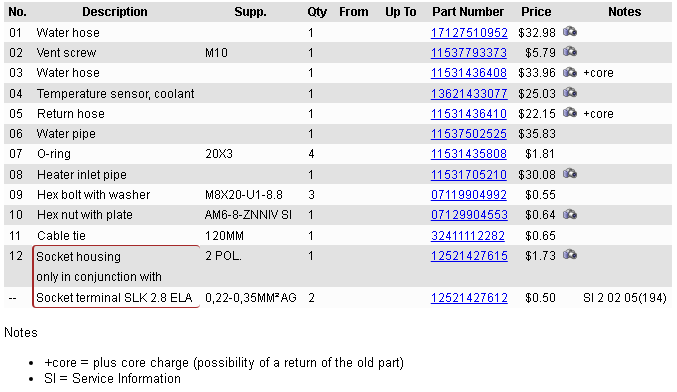 No. Description Supp. Qty From Up To Part Number Price Notes
01 Water hose 1 17127510952 $32.98
02 Vent screw M10 1 11537793373 $5.79
03 Water hose 1 11531436408 $33.96 +core
04 Temperature sensor, coolant 1 13621433077 $25.03
05 Return hose 1 11531436410 $22.15 +core
06 Water pipe 1 11537502525 $35.83
07 O-ring 20X3 4 11531435808 $1.81
08 Heater inlet pipe 1 11531705210 $30.08
09 Hex bolt with washer M8X20-U1-8.8 3 07119904992 $0.55
10 Hex nut with plate AM6-8-ZNNIV SI 1 07129904553 $0.64
11 Cable tie 120MM 1 32411112282 $0.65
12 Socket housing 2 POL. 1 12521427615 $1.73
only in conjunction with
-- Socket terminal SLK 2.8 ELA 0,22-0,35MM² AG 2 12521427612 $0.50 SI 2 02 05(194)
Notes
• +core = plus core charge (possibility of a return of the old part)
• SI = Service Information